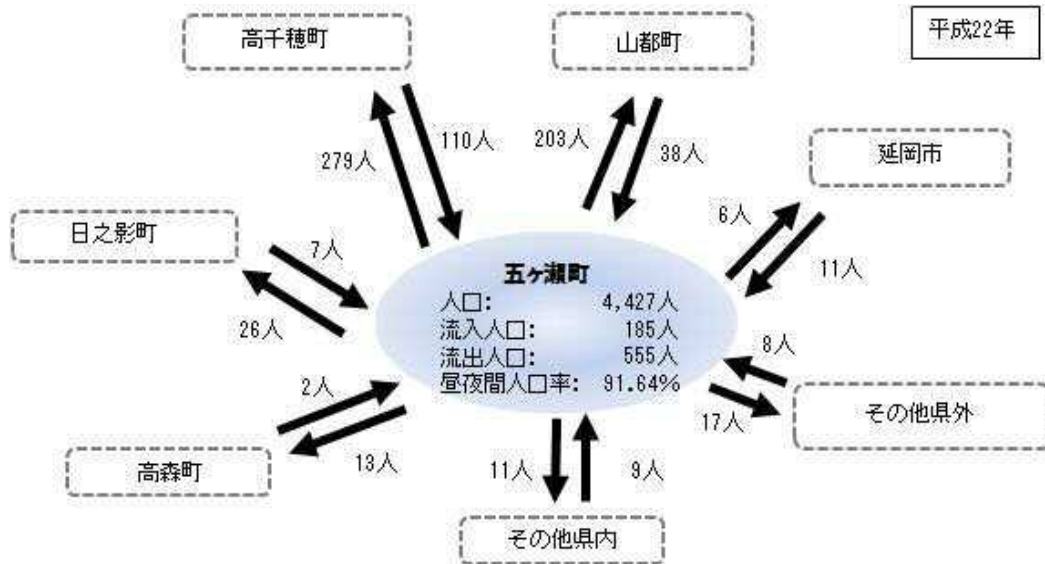 高千穂町
山都町
平成22年
279人
110人
203人
38人
延岡市
6人
11人
日之影町
7人
26人
五ヶ瀬町
人口: 4,427人
流入人口: 185人
流出人口: 555人
昼夜間人口率: 91.64%
8人
17人
その他県外
2人
13人
高森町
11人
9人
その他県内